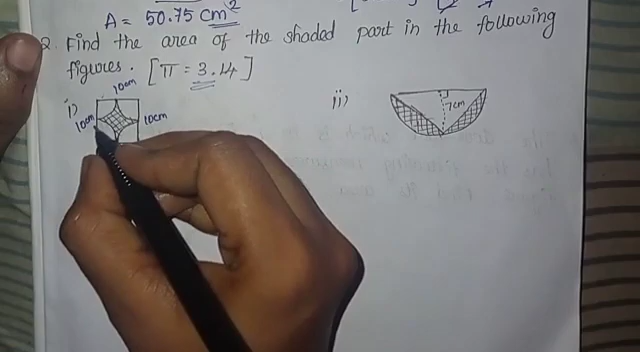 A = 50.75 cm²
2. Find the area of the shaded part in the following
figures. [π = 3.14]
i) 10cm
10cm 10cm
ii) 7cm